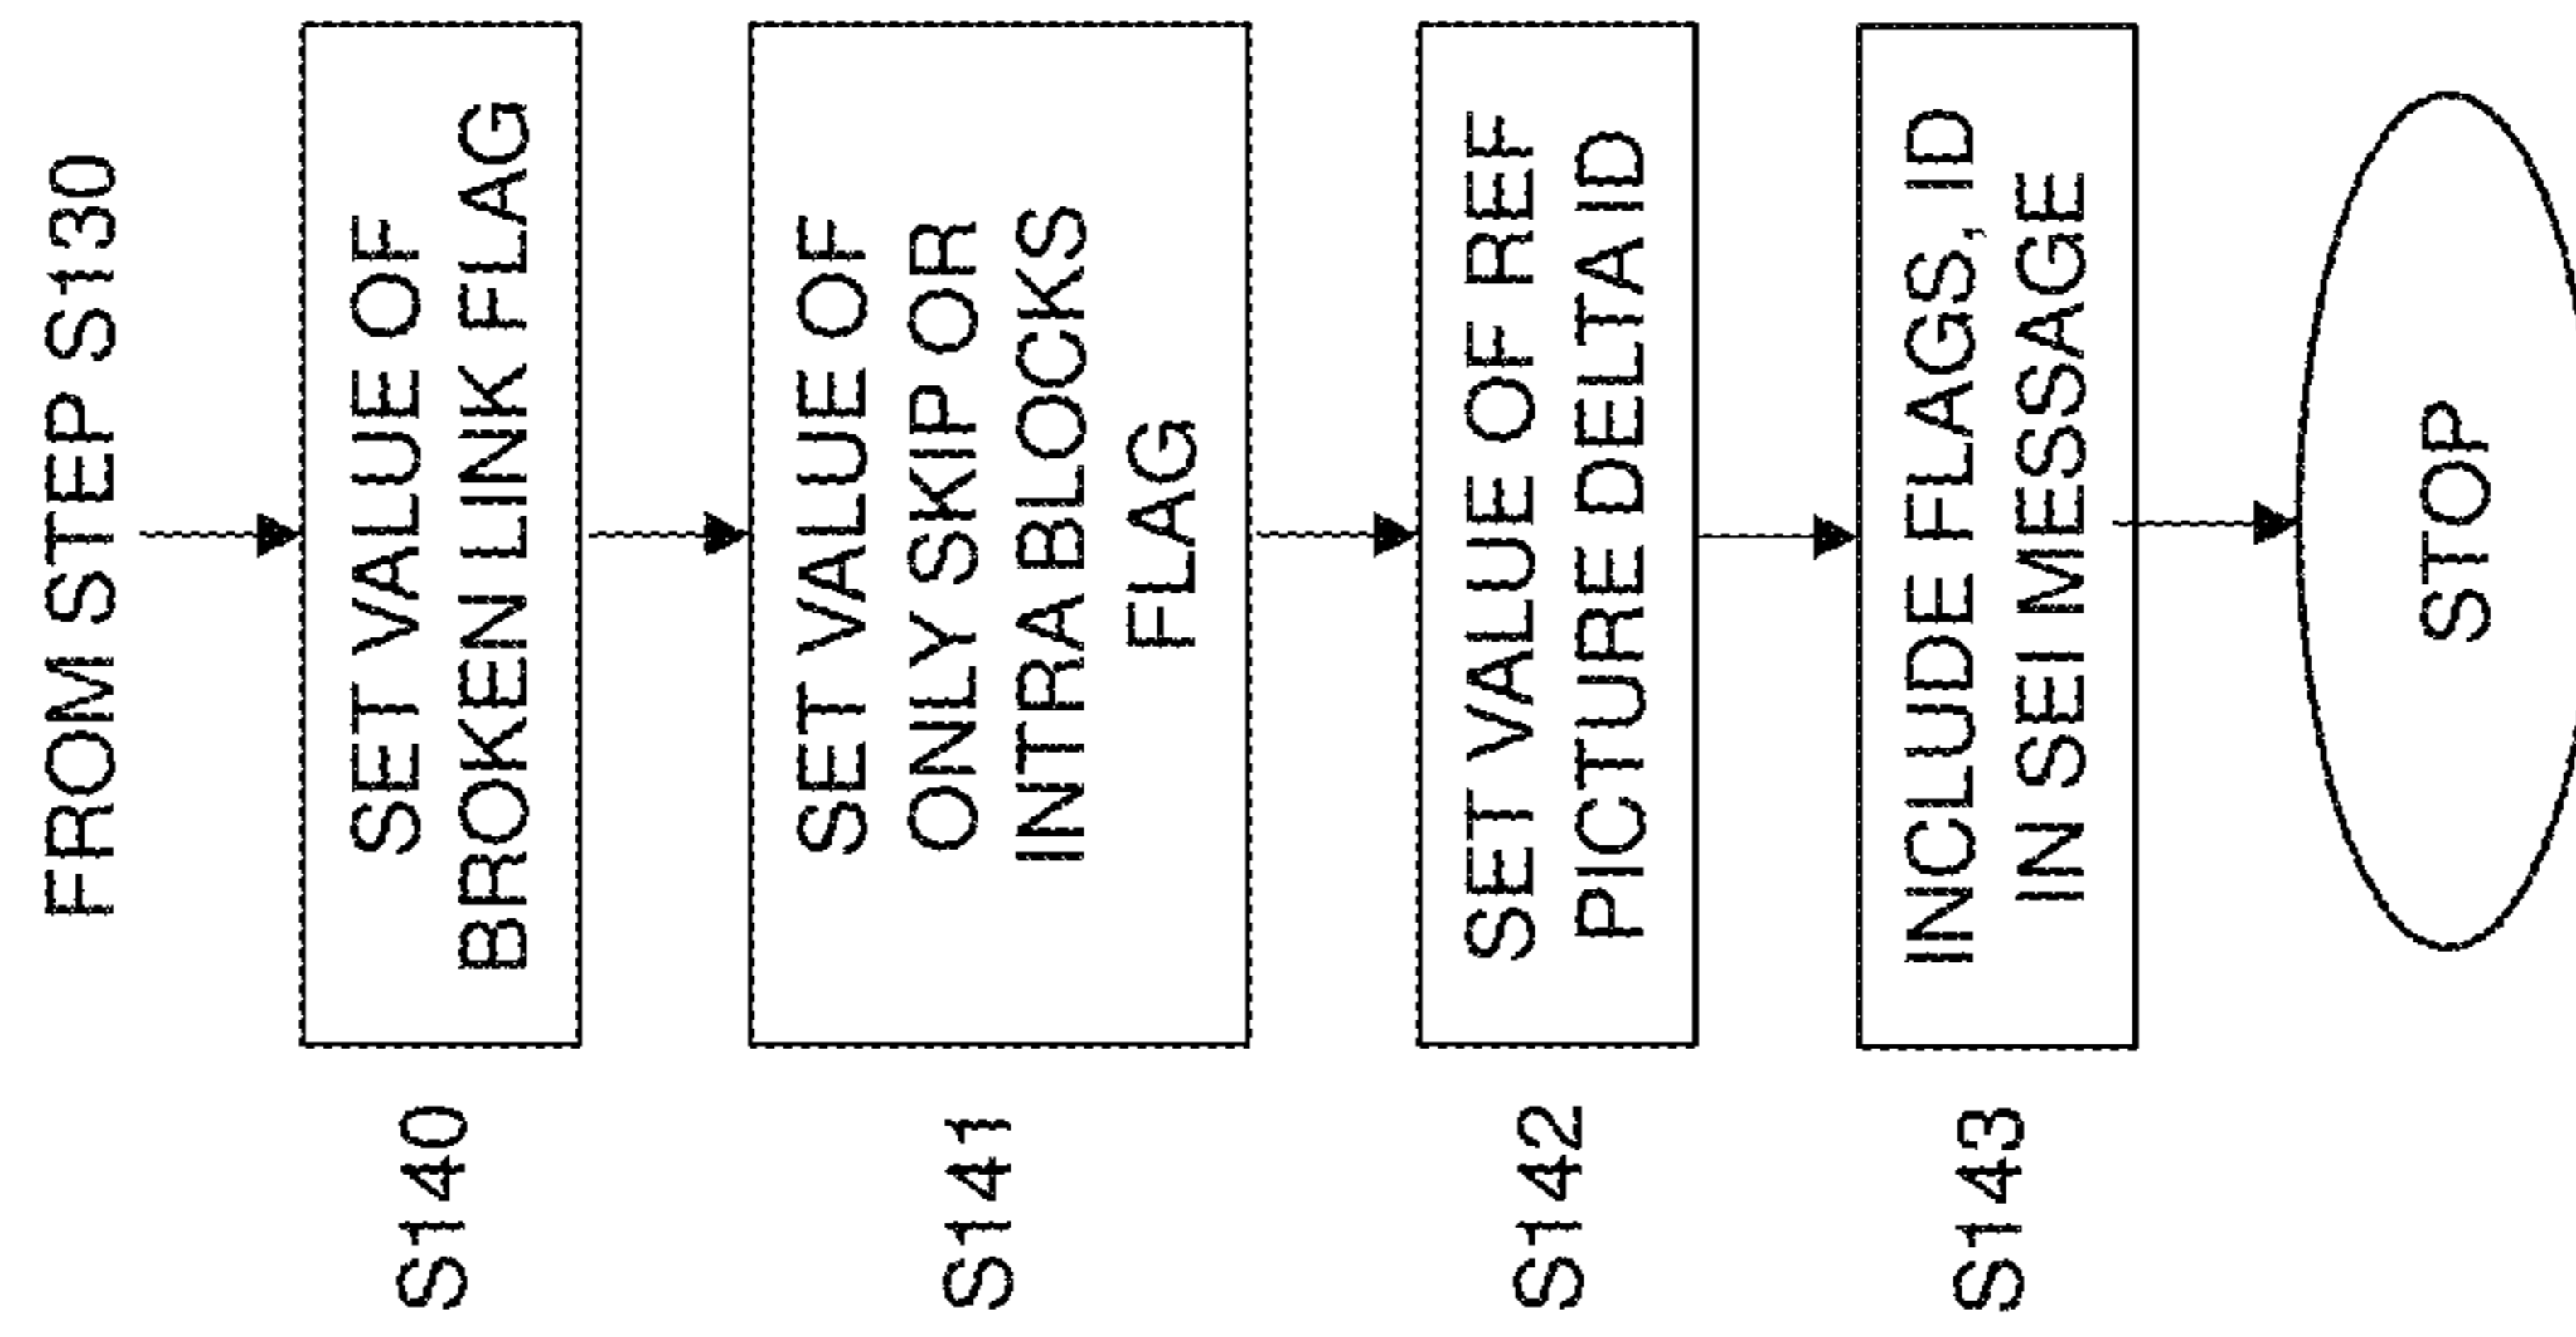 FROM STEP S130
S140
SET VALUE OF
BROKEN LINK FLAG
S141
SET VALUE OF
ONLY SKIP OR
INTRA BLOCKS
FLAG
S142
SET VALUE OF REF
PICTURE DELTA ID
S143
INCLUDE FLAGS, ID
IN SEI MESSAGE
STOP